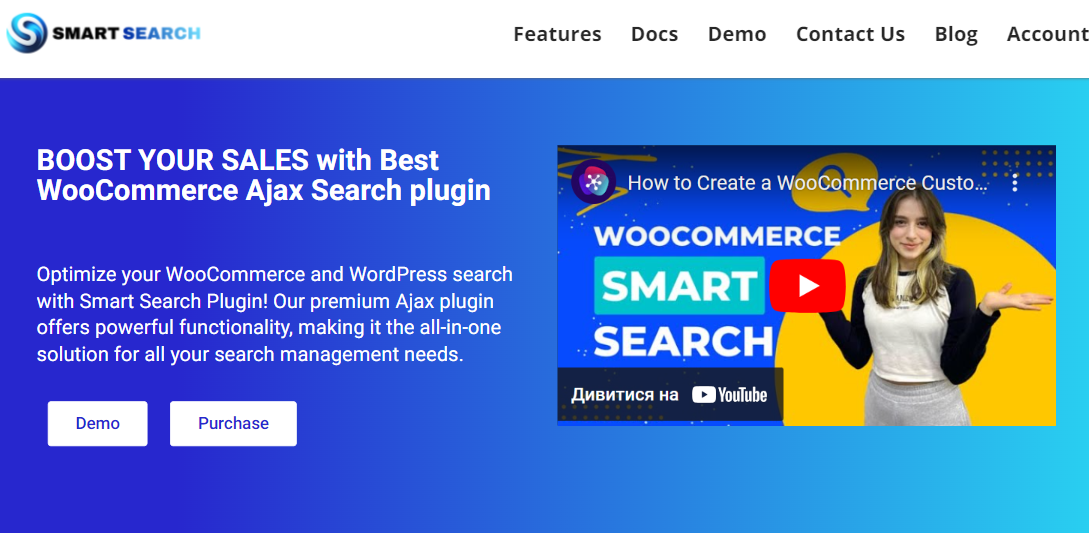 SMART SEARCH
Features Docs Demo Contact Us Blog Account
BOOST YOUR SALES with Best
WooCommerce Ajax Search plugin
Optimize your WooCommerce and WordPress search
with Smart Search Plugin! Our premium Ajax plugin
offers powerful functionality, making it the all-in-one
solution for all your search management needs.
Demo Purchase
How to Create a WooCommerce Custo...
WOOCOMMERCE
SMART
SEARCH
Дивитися на YouTube